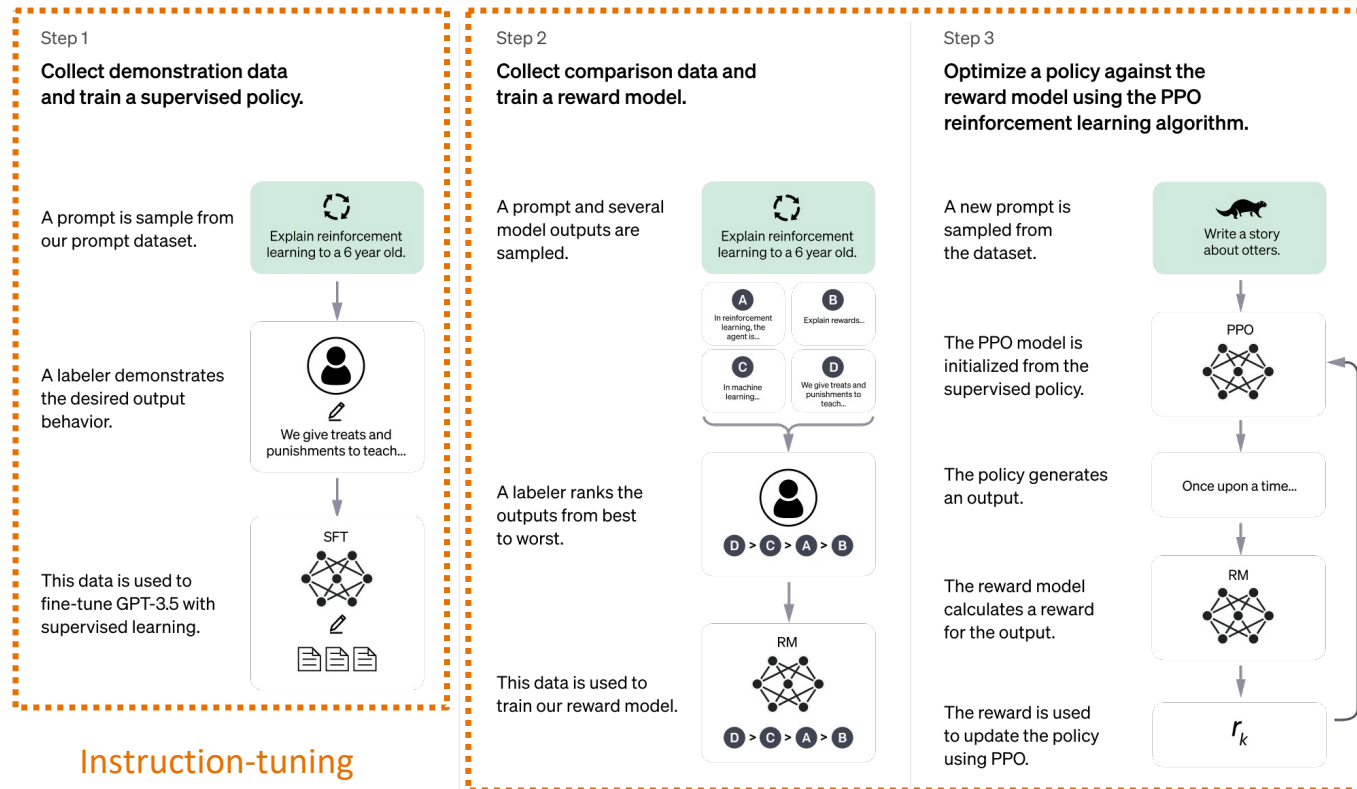 Step 1
Collect demonstration data
and train a supervised policy.
A prompt is sample from
our prompt dataset.
Explain reinforcement
learning to a 6 year old.
A labeler demonstrates
the desired output
behavior.
We give treats and
punishments to teach...
This data is used to
fine-tune GPT-3.5 with
supervised learning.
SFT
Instruction-tuning
Step 2
Collect comparison data and
train a reward model.
A prompt and several
model outputs are
sampled.
Explain reinforcement
learning to a 6 year old.
A
In reinforcement
learning, the
agent is...
B
Explain rewards...
C
In machine
learning...
D
We give treats and
punishments to
teach...
A labeler ranks the
outputs from best
to worst.
D > C > A > B
This data is used to
train our reward model.
RM
D > C > A > B
Step 3
Optimize a policy against the
reward model using the PPO
reinforcement learning algorithm.
A new prompt is
sampled from
the dataset.
Write a story
about otters.
The PPO model is
initialized from the
supervised policy.
PPO
The policy generates
an output.
Once upon a time...
The reward model
calculates a reward
for the output.
RM
The reward is used
to update the policy
using PPO.
rₖ